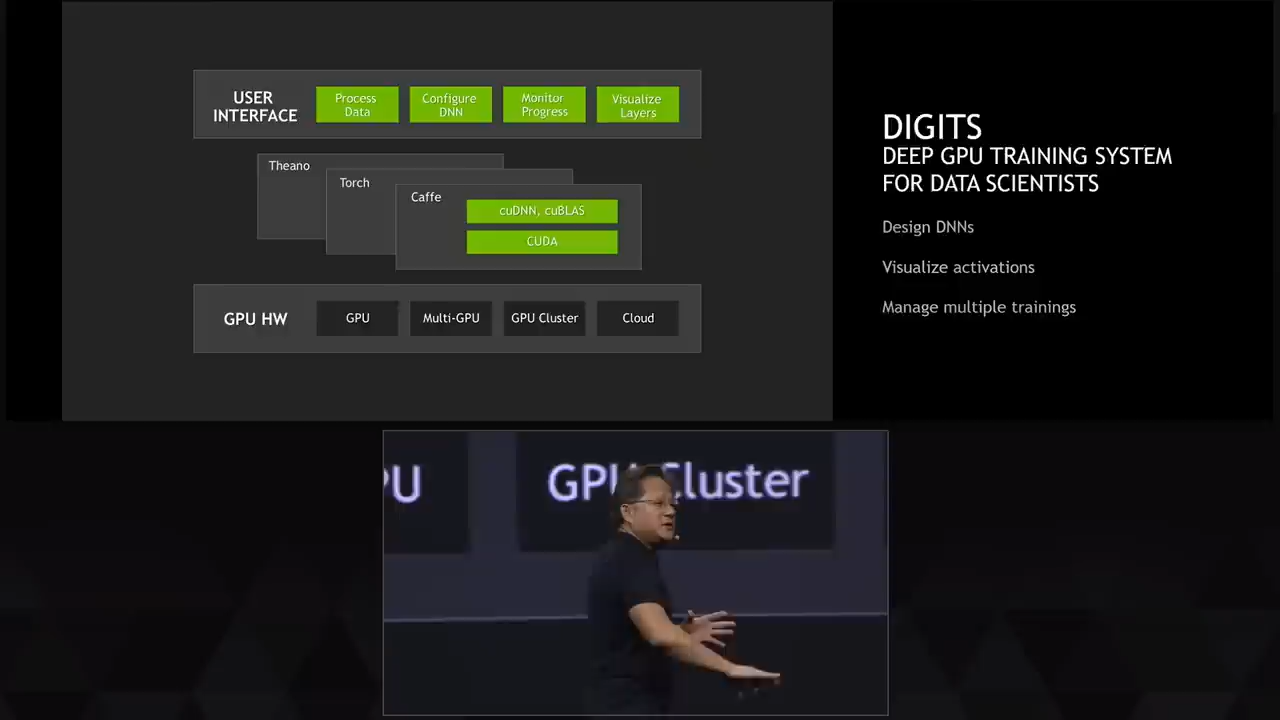 USER
INTERFACE
Process
Data
Configure
DNN
Monitor
Progress
Visualize
Layers
Theano
Torch
Caffe
cuDNN, cuBLAS
CUDA
GPU HW
GPU
Multi-GPU
GPU Cluster
Cloud
DIGITS
DEEP GPU TRAINING SYSTEM
FOR DATA SCIENTISTS
Design DNNs
Visualize activations
Manage multiple trainings
PU
GPU Cluster